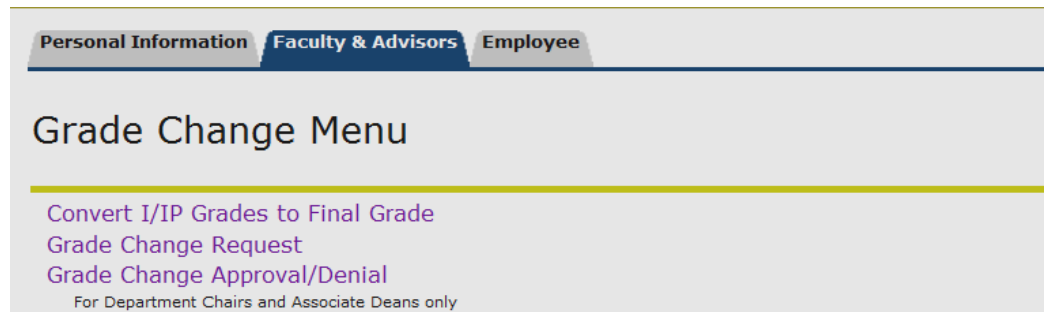 Personal Information Faculty & Advisors Employee
Grade Change Menu
Convert I/IP Grades to Final Grade
Grade Change Request
Grade Change Approval/Denial
For Department Chairs and Associate Deans only